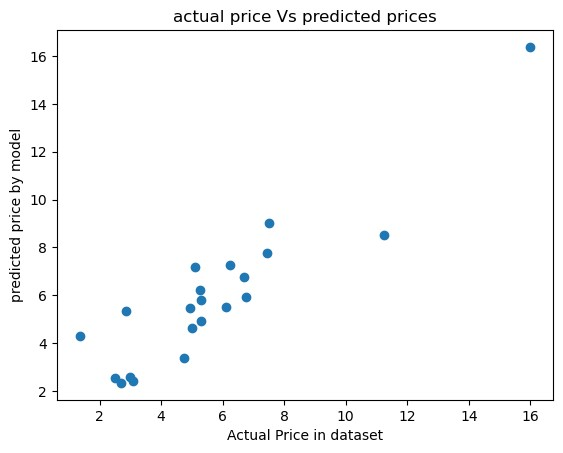 actual price Vs predicted prices
16
14
12
10
8
6
4
2
predicted price by model
2 4 6 8 10 12 14 16
Actual Price in dataset